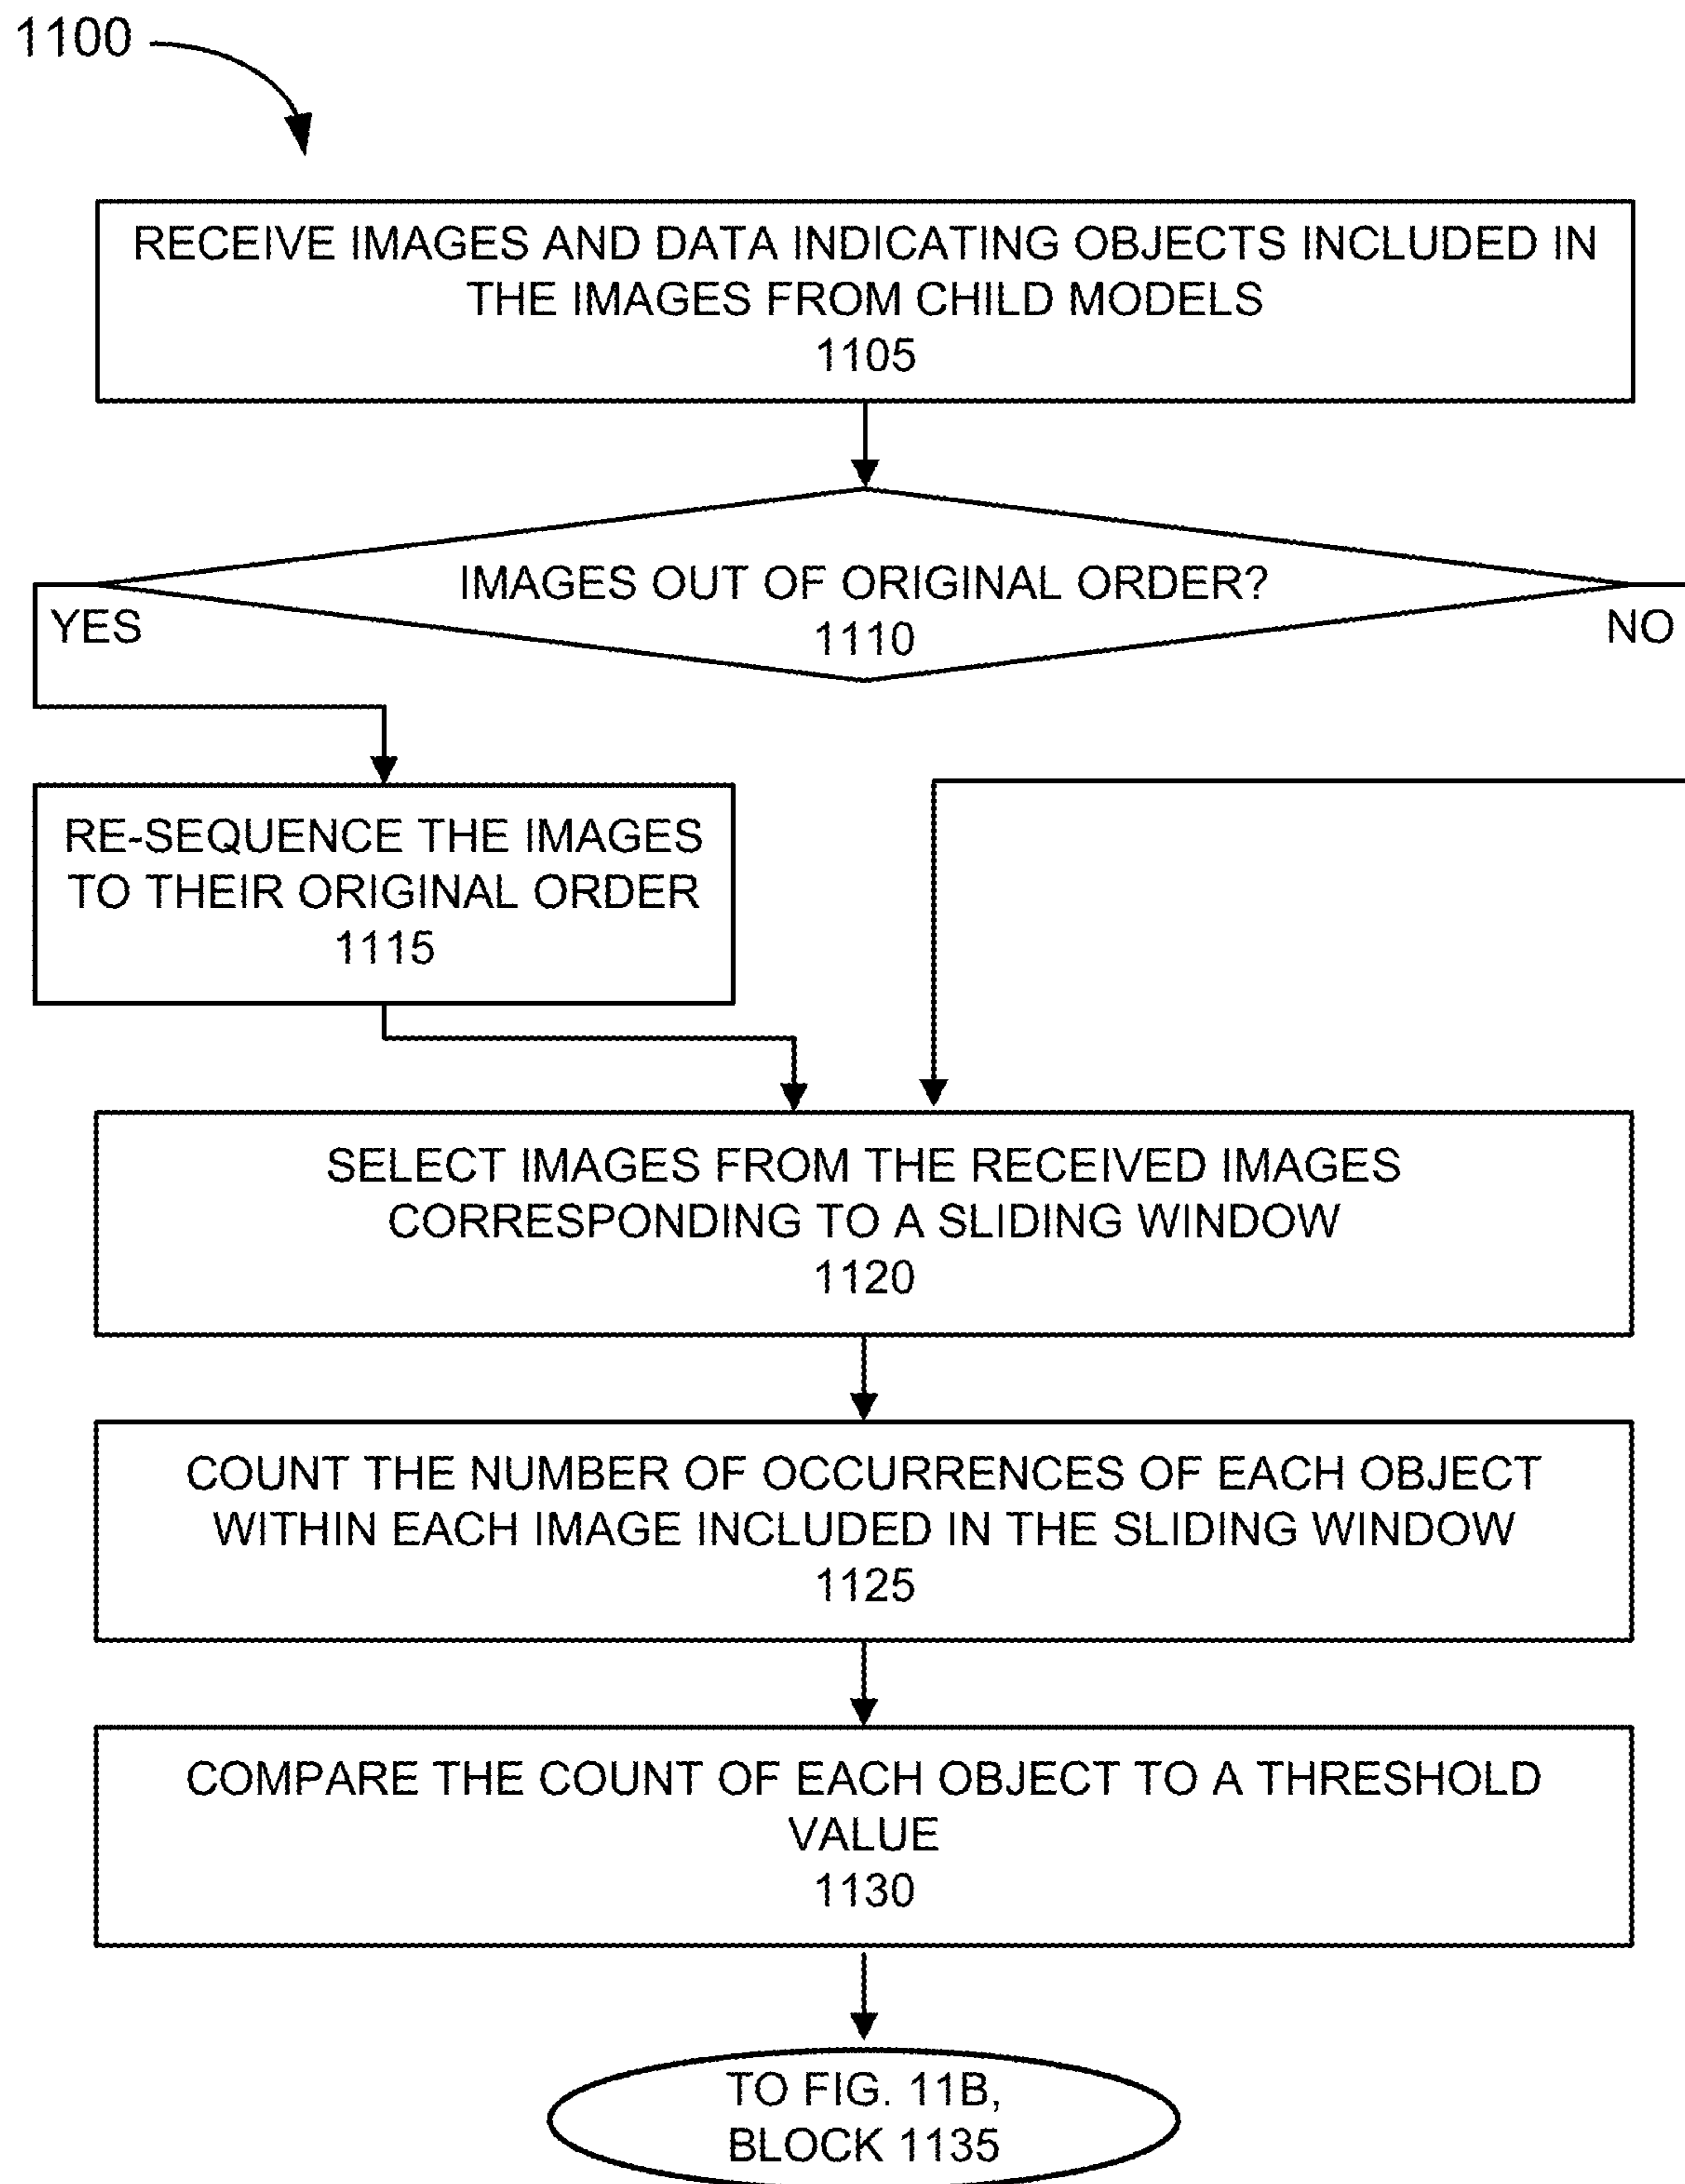 1100
RECEIVE IMAGES AND DATA INDICATING OBJECTS INCLUDED IN
THE IMAGES FROM CHILD MODELS
1105
IMAGES OUT OF ORIGINAL ORDER?
1110
YES
NO
RE-SEQUENCE THE IMAGES
TO THEIR ORIGINAL ORDER
1115
SELECT IMAGES FROM THE RECEIVED IMAGES
CORRESPONDING TO A SLIDING WINDOW
1120
COUNT THE NUMBER OF OCCURRENCES OF EACH OBJECT
WITHIN EACH IMAGE INCLUDED IN THE SLIDING WINDOW
1125
COMPARE THE COUNT OF EACH OBJECT TO A THRESHOLD
VALUE
1130
TO FIG. 11B,
BLOCK 1135